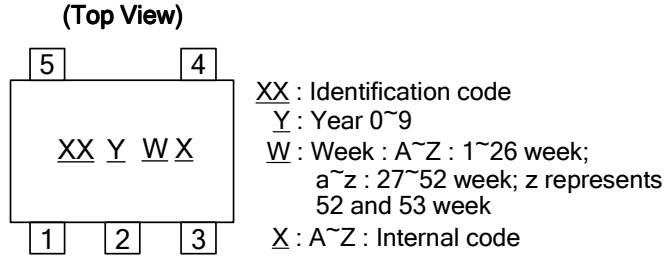 (Top View)
5 4
XX Y W X
1 2 3
XX : Identification code
Y : Year 0~9
W : Week : A~Z : 1~26 week;
a~z : 27~52 week; z represents
52 and 53 week
X : A~Z : Internal code